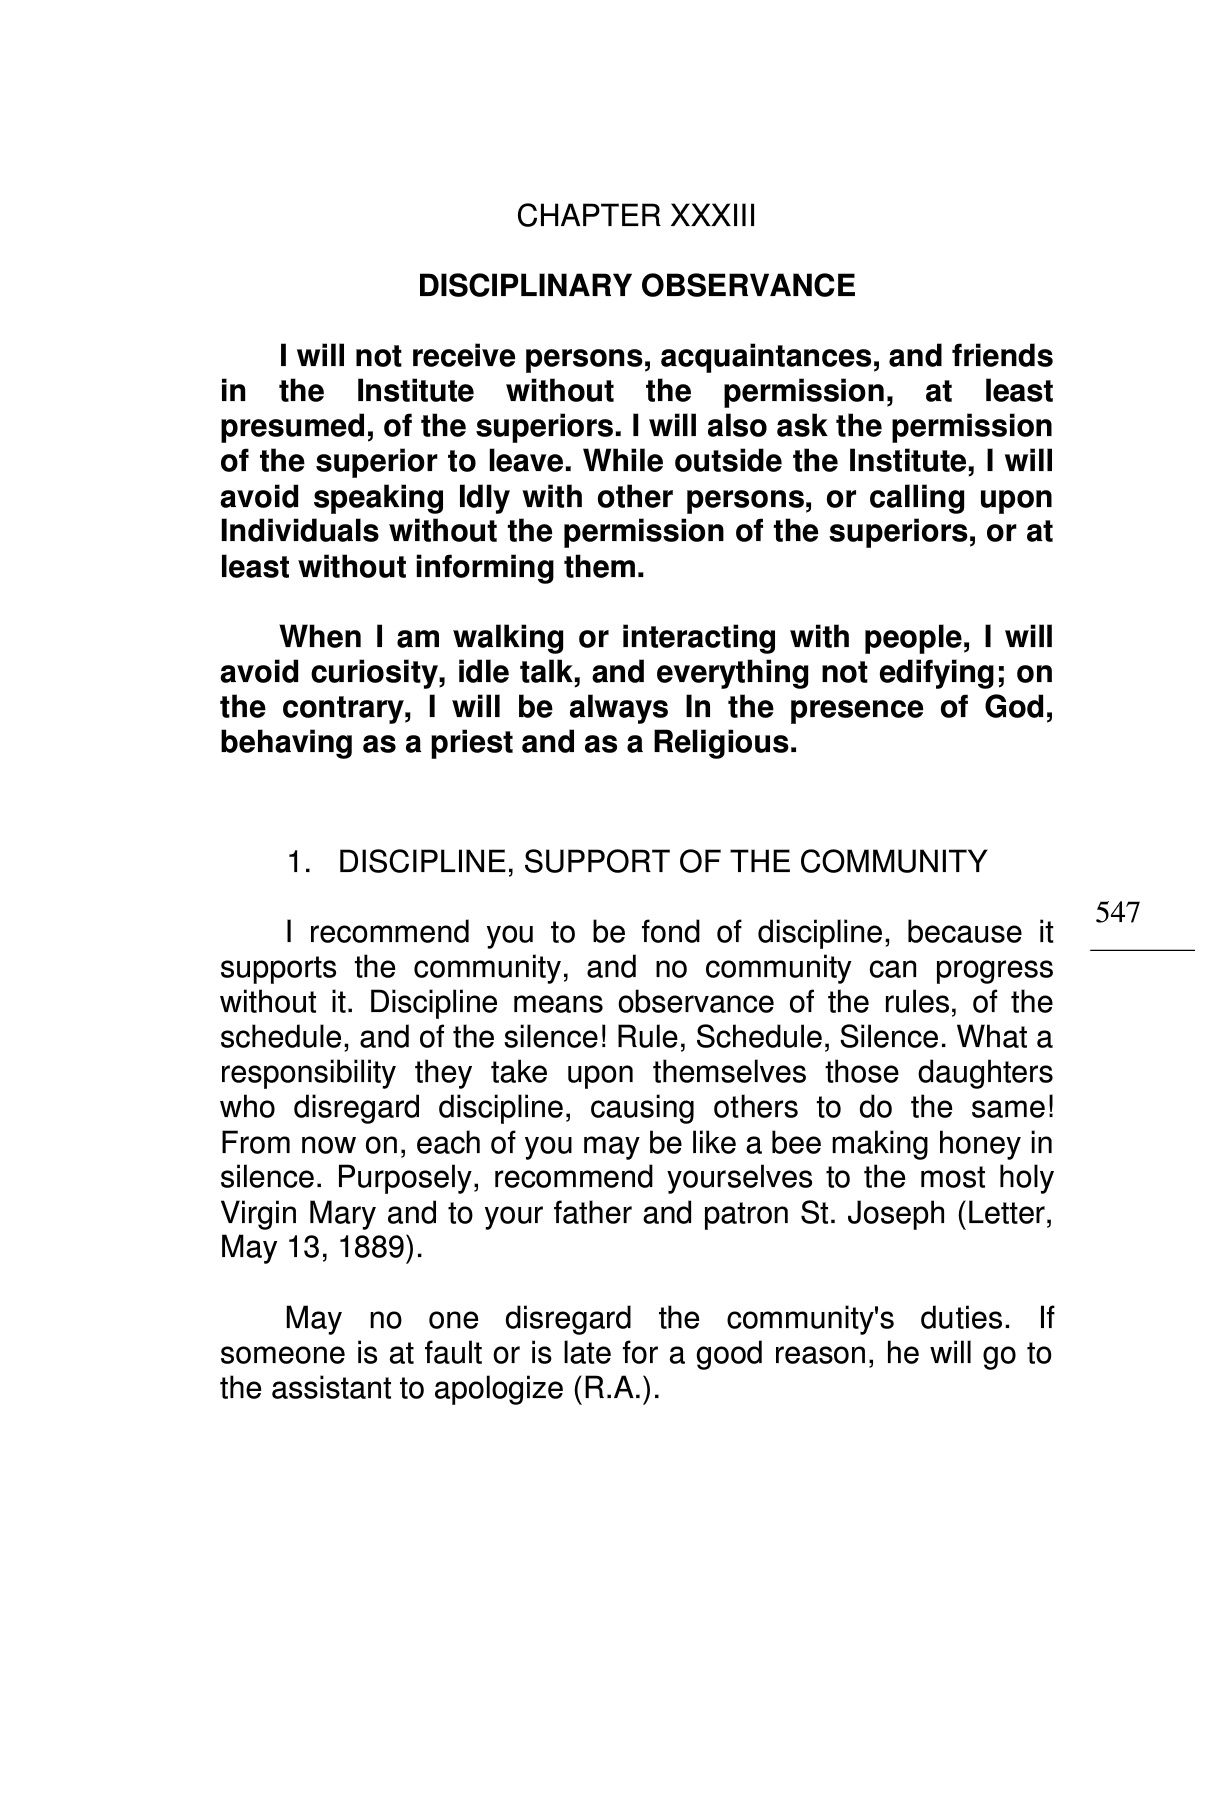 CHAPTER XXXIII
DISCIPLINARY OBSERVANCE
I will not receive persons, acquaintances, and friends
in the Institute without the permission, at least
presumed, of the superiors. I will also ask the permission
of the superior to leave. While outside the Institute, I will
avoid speaking Idly with other persons, or calling upon
Individuals without the permission of the superiors, or at
least without informing them.
When I am walking or interacting with people, I will
avoid curiosity, idle talk, and everything not edifying; on
the contrary, I will be always In the presence of God,
behaving as a priest and as a Religious.
1. DISCIPLINE, SUPPORT OF THE COMMUNITY
547
I recommend you to be fond of discipline, because it
supports the community, and no community can progress
without it. Discipline means observance of the rules, of the
schedule, and of the silence! Rule, Schedule, Silence. What a
responsibility they take upon themselves those daughters
who disregard discipline, causing others to do the same!
From now on, each of you may be like a bee making honey in
silence. Purposely, recommend yourselves to the most holy
Virgin Mary and to your father and patron St. Joseph (Letter,
May 13, 1889).
May no one disregard the community's duties. If
someone is at fault or is late for a good reason, he will go to
the assistant to apologize (R.A.).